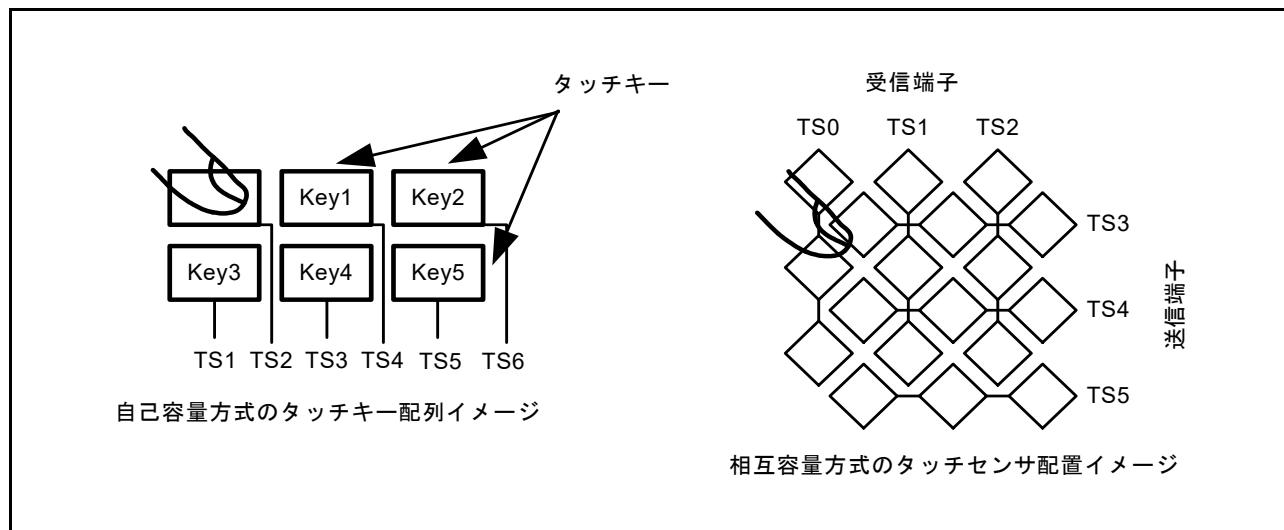 タッチキー
Key1
Key2
Key3
Key4
Key5
TS1
TS2
TS3
TS4
TS5
TS6
自己容量方式のタッチキー配列イメージ
受信端子
TS0
TS1
TS2
TS3
TS4
TS5
送信端子
相互容量方式のタッチセンサ配置イメージ